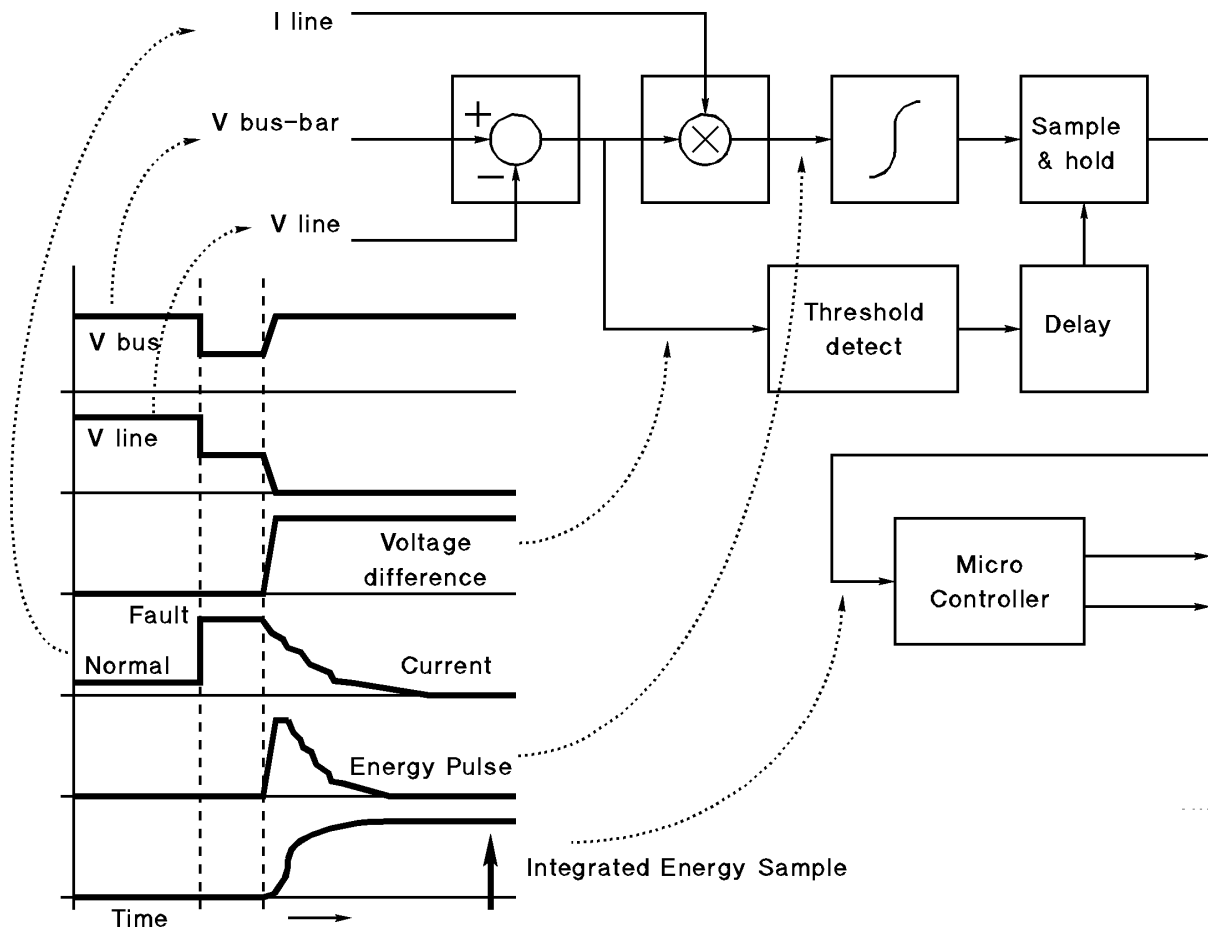 I line
V bus-bar
+
−
Sample
& hold
V line
Threshold
detect
Delay
V bus
V line
Voltage
difference
Micro
Controller
Fault
Normal
Current
Energy Pulse
Integrated Energy Sample
Time